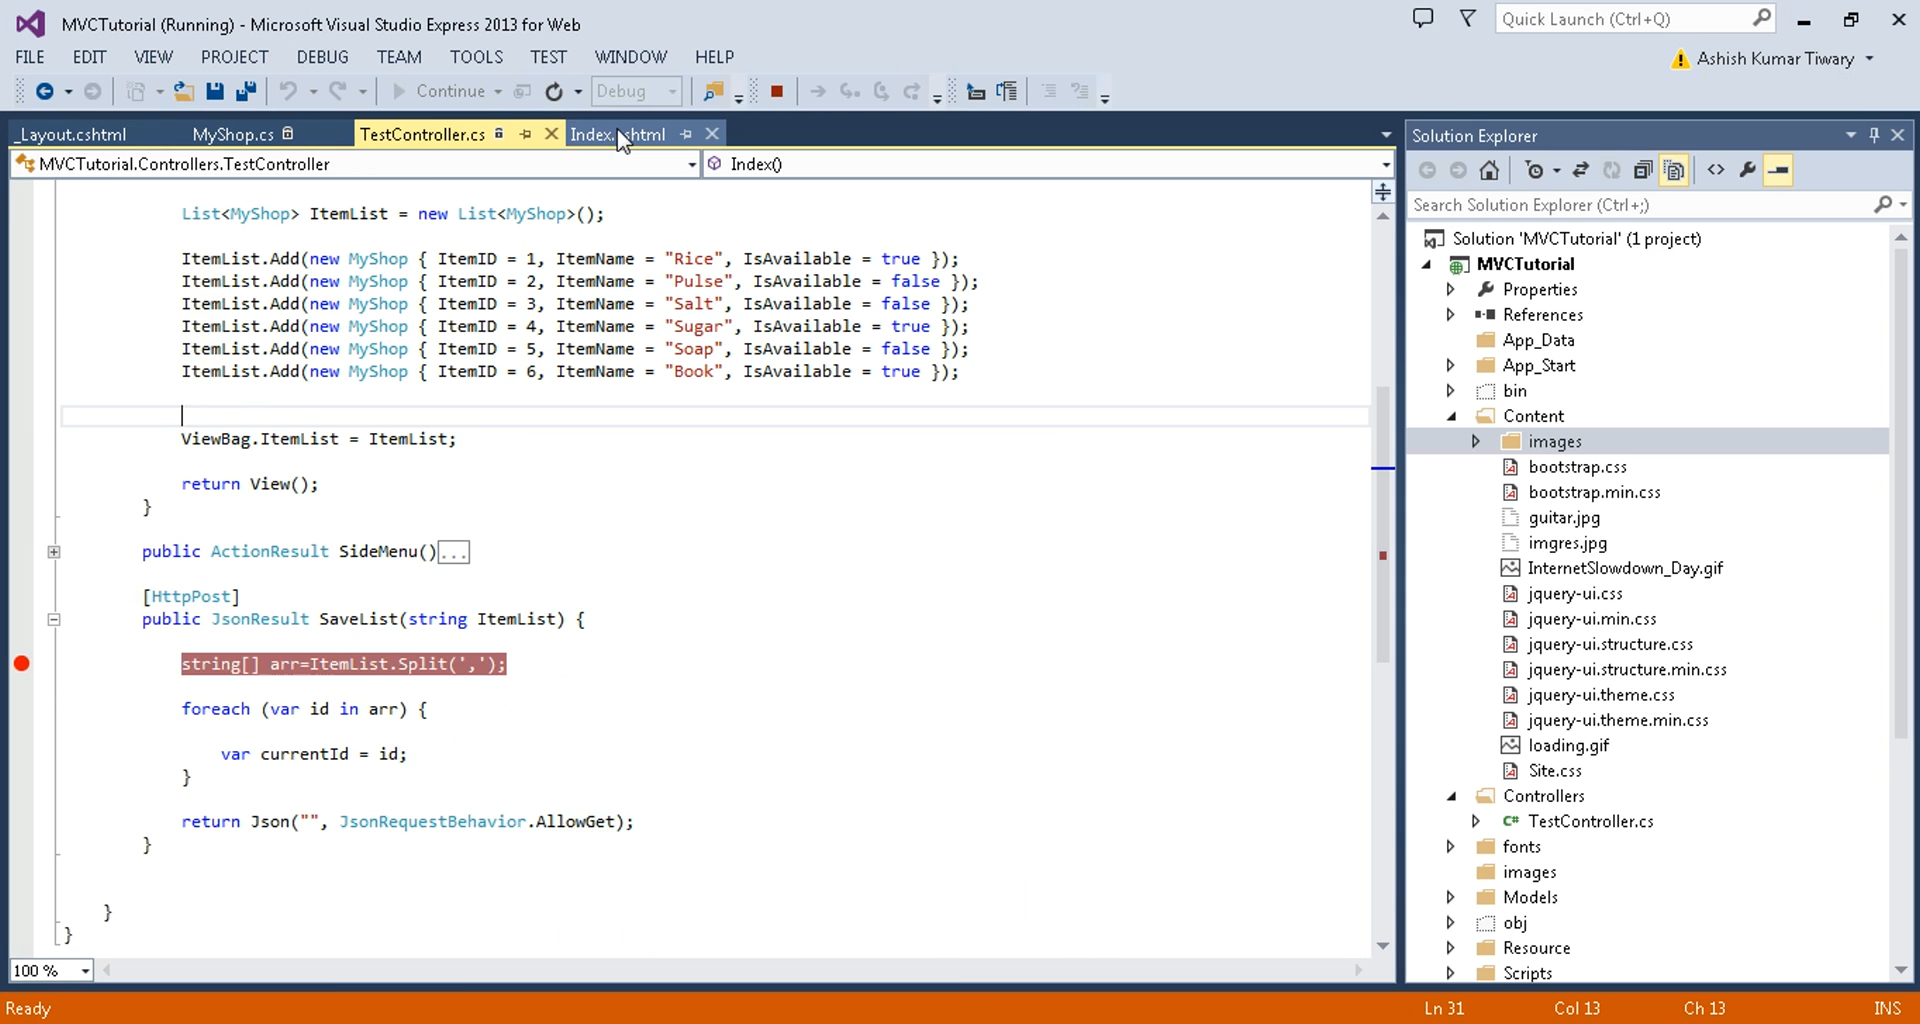 MVCTutorial (Running) - Microsoft Visual Studio Express 2013 for Web
Quick Launch (Ctrl+Q)
FILE EDIT VIEW PROJECT DEBUG TEAM TOOLS TEST WINDOW HELP
Ashish Kumar Tiwary
Continue Debug
_Layout.cshtml MyShop.cs TestController.cs Index.cshtml
MVCTutorial.Controllers.TestController Index()
List<MyShop> ItemList = new List<MyShop>();
ItemList.Add(new MyShop { ItemID = 1, ItemName = "Rice", IsAvailable = true });
ItemList.Add(new MyShop { ItemID = 2, ItemName = "Pulse", IsAvailable = false });
ItemList.Add(new MyShop { ItemID = 3, ItemName = "Salt", IsAvailable = false });
ItemList.Add(new MyShop { ItemID = 4, ItemName = "Sugar", IsAvailable = true });
ItemList.Add(new MyShop { ItemID = 5, ItemName = "Soap", IsAvailable = false });
ItemList.Add(new MyShop { ItemID = 6, ItemName = "Book", IsAvailable = true });
ViewBag.ItemList = ItemList;
return View();
}
public ActionResult SideMenu()...
[HttpPost]
public JsonResult SaveList(string ItemList) {
string[] arr=ItemList.Split(',');
foreach (var id in arr) {
var currentId = id;
}
return Json("", JsonRequestBehavior.AllowGet);
}
}
}
100 %
Solution Explorer
Search Solution Explorer (Ctrl+;)
Solution 'MVCTutorial' (1 project)
MVCTutorial
Properties
References
App_Data
App_Start
bin
Content
images
bootstrap.css
bootstrap.min.css
guitar.jpg
imgres.jpg
InternetSlowdown_Day.gif
jquery-ui.css
jquery-ui.min.css
jquery-ui.structure.css
jquery-ui.structure.min.css
jquery-ui.theme.css
jquery-ui.theme.min.css
loading.gif
Site.css
Controllers
C# TestController.cs
fonts
images
Models
obj
Resource
Scripts
Ready Ln 31 Col 13 Ch 13 INS